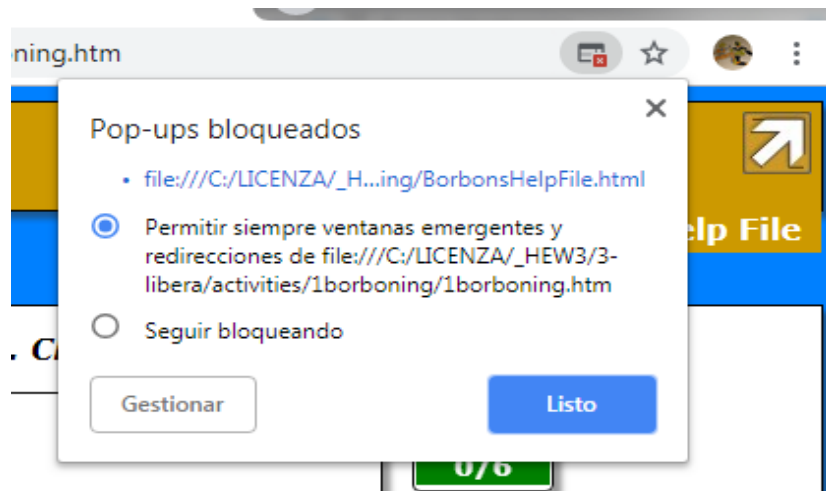 ning.htm
Pop-ups bloqueados
file:///C:/LICENZA/_H...ing/BorbonsHelpFile.html
Permitir siempre ventanas emergentes y
redirecciones de file:///C:/LICENZA/_HEW3/3-
libera/activities/1borboning/1borboning.htm
elp File
Seguir bloqueando
. C
Gestionar
Listo
0/6